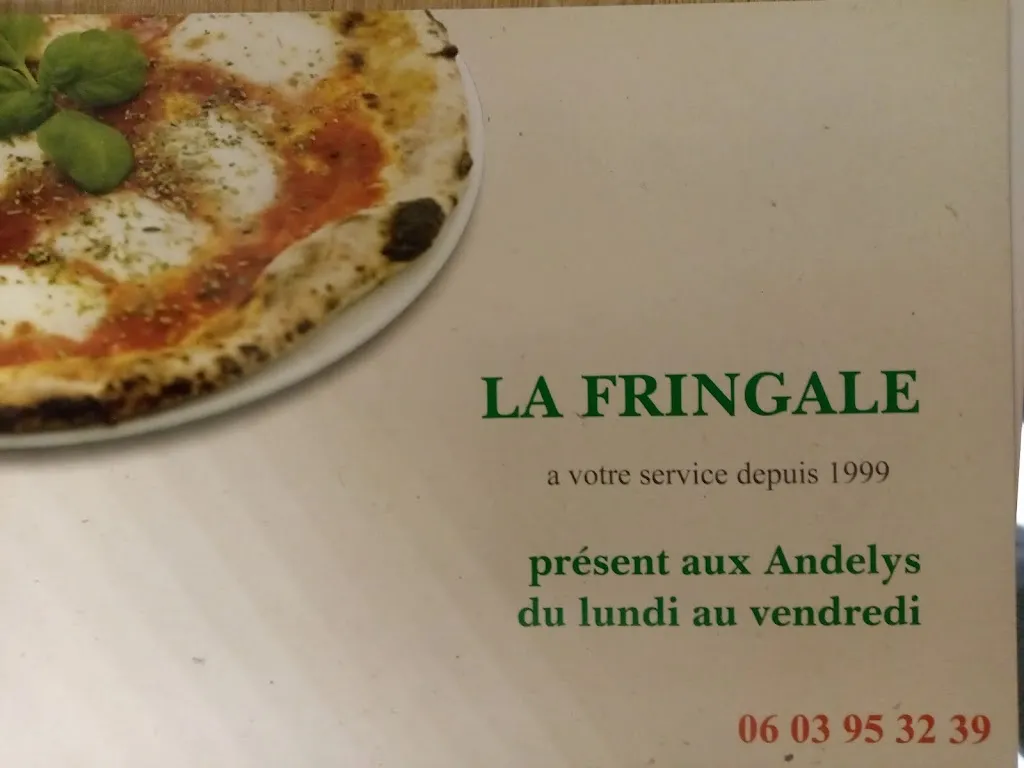 LA FRINGALE
a votre service depuis 1999
présent aux Andelys
du lundi au vendredi
06 03 95 32 39